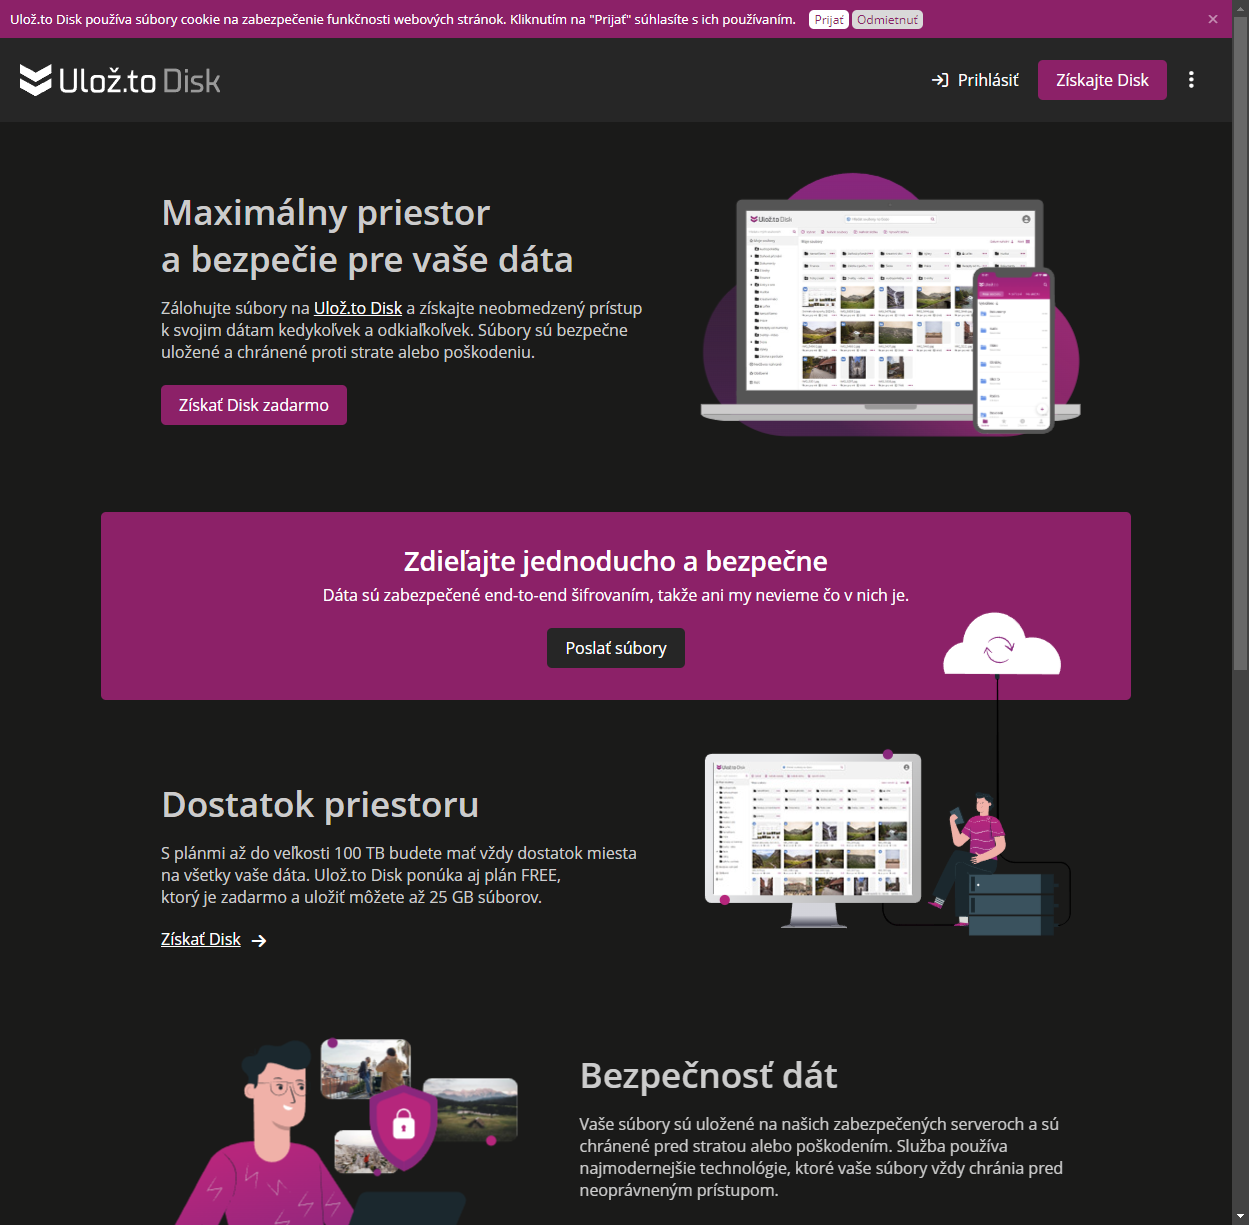 Ulož.to Disk používa súbory cookie na zabezpečenie funkčnosti webových stránok. Kliknutím na "Prijať" súhlasíte s ich používaním. Prijať Odmietnuť ×
Ulož.to Disk
Prihlásiť
Získajte Disk
Maximálny priestor
a bezpečie pre vaše dáta
Zálohujte súbory na Ulož.to Disk a získajte neobmedzený prístup
k svojim dátam kedykoľvek a odkiaľkoľvek. Súbory sú bezpečne
uložené a chránené proti strate alebo poškodeniu.
Získať Disk zadarmo
Ulož.to Disk
Zdieľajte jednoducho a bezpečne
Dáta sú zabezpečené end-to-end šifrovaním, takže ani my nevieme čo v nich je.
Poslať súbory
Ulož.to Disk
Dostatok priestoru
S plánmi až do veľkosti 100 TB budete mať vždy dostatok miesta
na všetky vaše dáta. Ulož.to Disk ponúka aj plán FREE,
ktorý je zadarmo a uložiť môžete až 25 GB súborov.
Získať Disk
Bezpečnosť dát
Vaše súbory sú uložené na našich zabezpečených serveroch a sú
chránené pred stratou alebo poškodením. Služba používa
najmodernejšie technológie, ktoré vaše súbory vždy chránia pred
neoprávneným prístupom.